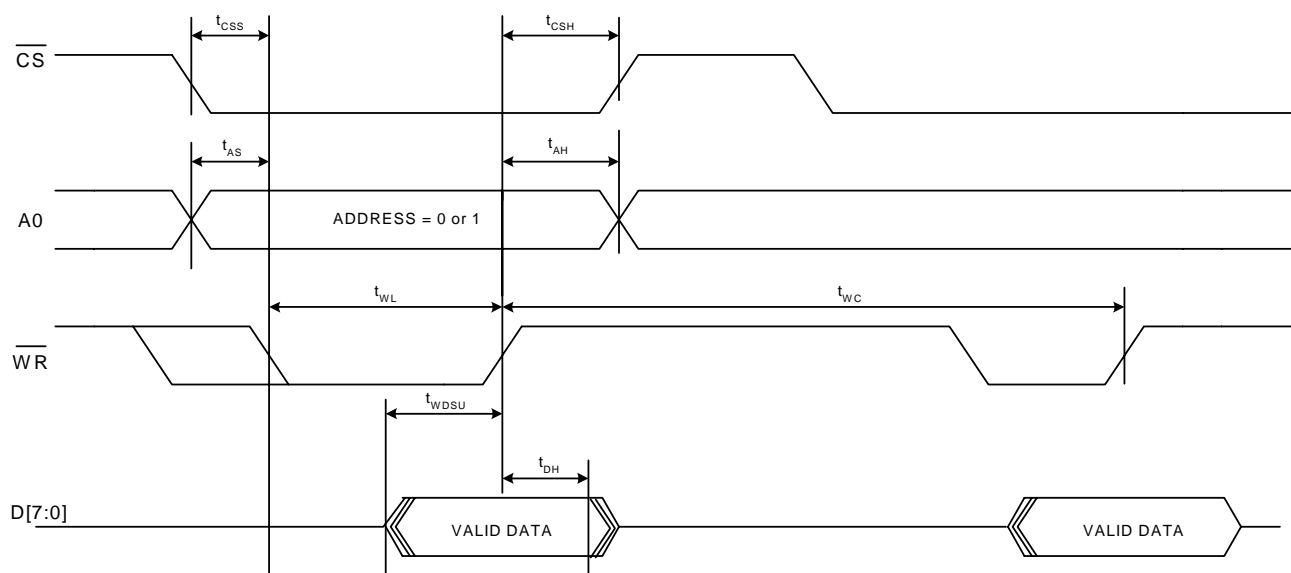 tCSS
tCSH
CS
tAS
tAH
A0
ADDRESS = 0 or 1
tWL
tWC
WR
tWDSU
tDH
D[7:0]
VALID DATA
VALID DATA